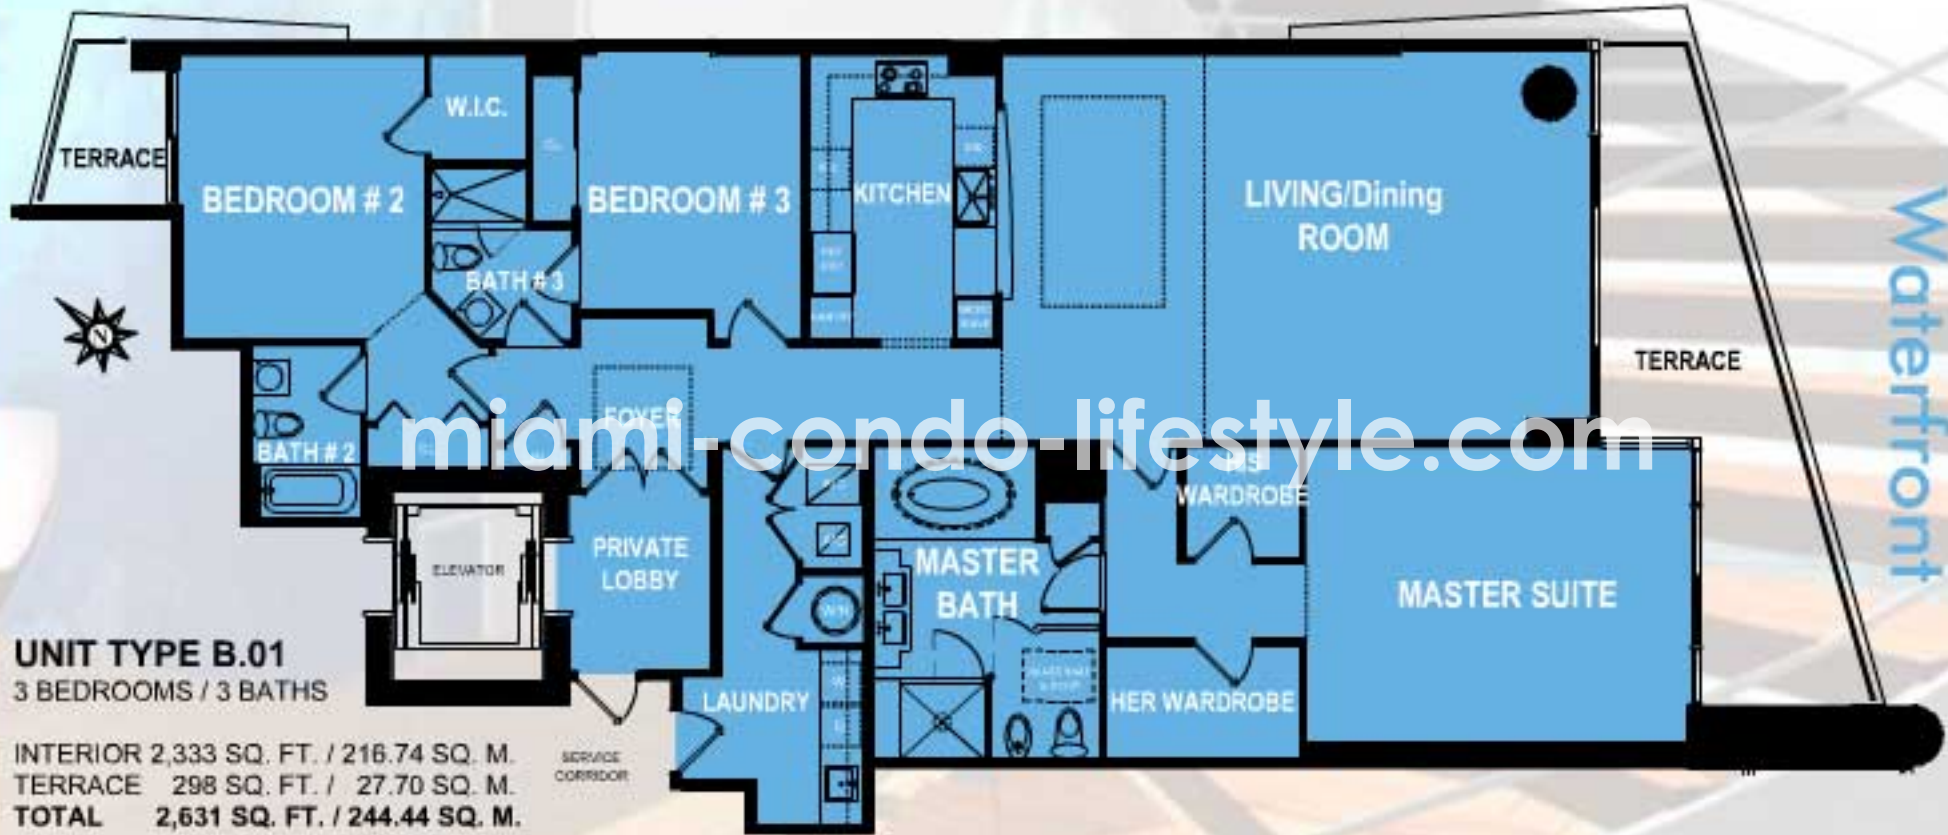 TERRACE
BEDROOM # 2
W.I.C.
BATH # 3
BEDROOM # 3
KITCHEN
LIVING/Dining
ROOM
TERRACE
Waterfront
N
BATH # 2
FOYER
miami-condo-lifestyle.com
HIS
WARDROBE
ELEVATOR
PRIVATE
LOBBY
MASTER
BATH
MASTER SUITE
LAUNDRY
HER WARDROBE
SERVICE
CORRIDOR
UNIT TYPE B.01
3 BEDROOMS / 3 BATHS
INTERIOR 2,333 SQ. FT. / 216.74 SQ. M.
TERRACE 298 SQ. FT. / 27.70 SQ. M.
TOTAL 2,631 SQ. FT. / 244.44 SQ. M.